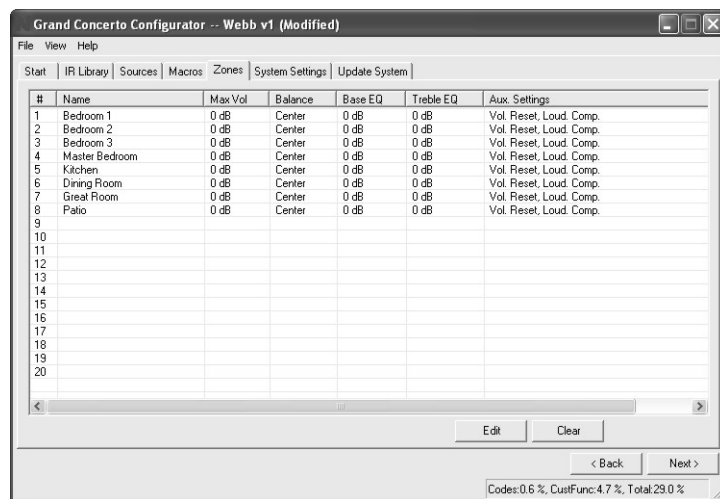 Grand Concerto Configurator -- Webb v1 (Modified)
File View Help
Start IR Library Sources Macros Zones System Settings Update System
# Name Max Vol Balance Base EQ Treble EQ Aux. Settings
1 Bedroom 1 0 dB Center 0 dB 0 dB Vol. Reset, Loud. Comp.
2 Bedroom 2 0 dB Center 0 dB 0 dB Vol. Reset, Loud. Comp.
3 Bedroom 3 0 dB Center 0 dB 0 dB Vol. Reset, Loud. Comp.
4 Master Bedroom 0 dB Center 0 dB 0 dB Vol. Reset, Loud. Comp.
5 Kitchen 0 dB Center 0 dB 0 dB Vol. Reset, Loud. Comp.
6 Dining Room 0 dB Center 0 dB 0 dB Vol. Reset, Loud. Comp.
7 Great Room 0 dB Center 0 dB 0 dB Vol. Reset, Loud. Comp.
8 Patio 0 dB Center 0 dB 0 dB Vol. Reset, Loud. Comp.
9
10
11
12
13
14
15
16
17
18
19
20
Edit Clear
< Back Next >
Codes:0.6 %, CustFunc:4.7 %, Total:29.0 %